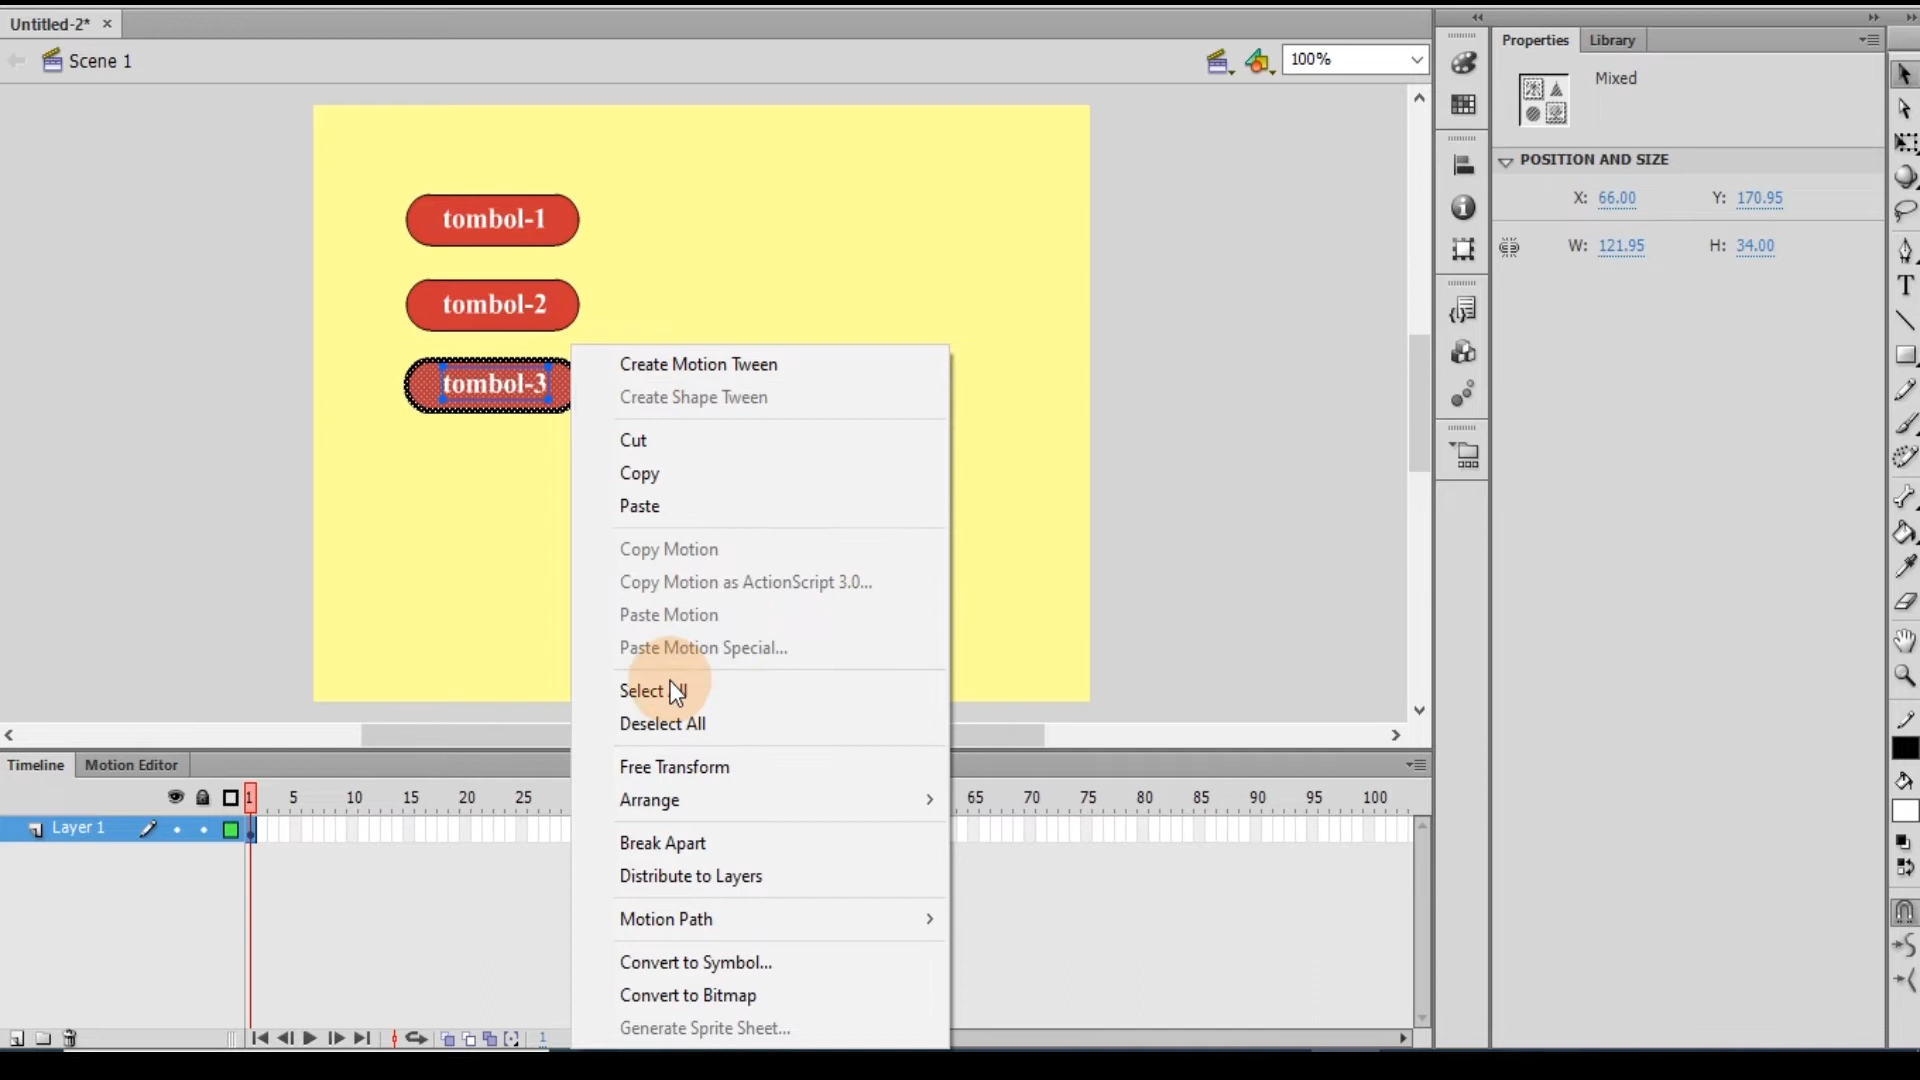 Untitled-2* ×
Scene 1
100%
Properties
Library
Mixed
POSITION AND SIZE
X: 66.00 Y: 170.95
W: 121.95 H: 34.00
tombol-1
tombol-2
tombol-3
Create Motion Tween
Create Shape Tween
Cut
Copy
Paste
Copy Motion
Copy Motion as ActionScript 3.0...
Paste Motion
Paste Motion Special...
Select All
Deselect All
Free Transform
Arrange
Break Apart
Distribute to Layers
Motion Path
Convert to Symbol...
Convert to Bitmap
Generate Sprite Sheet...
Timeline
Motion Editor
1 5 10 15 20 25 65 70 75 80 85 90 95 100
Layer 1
1